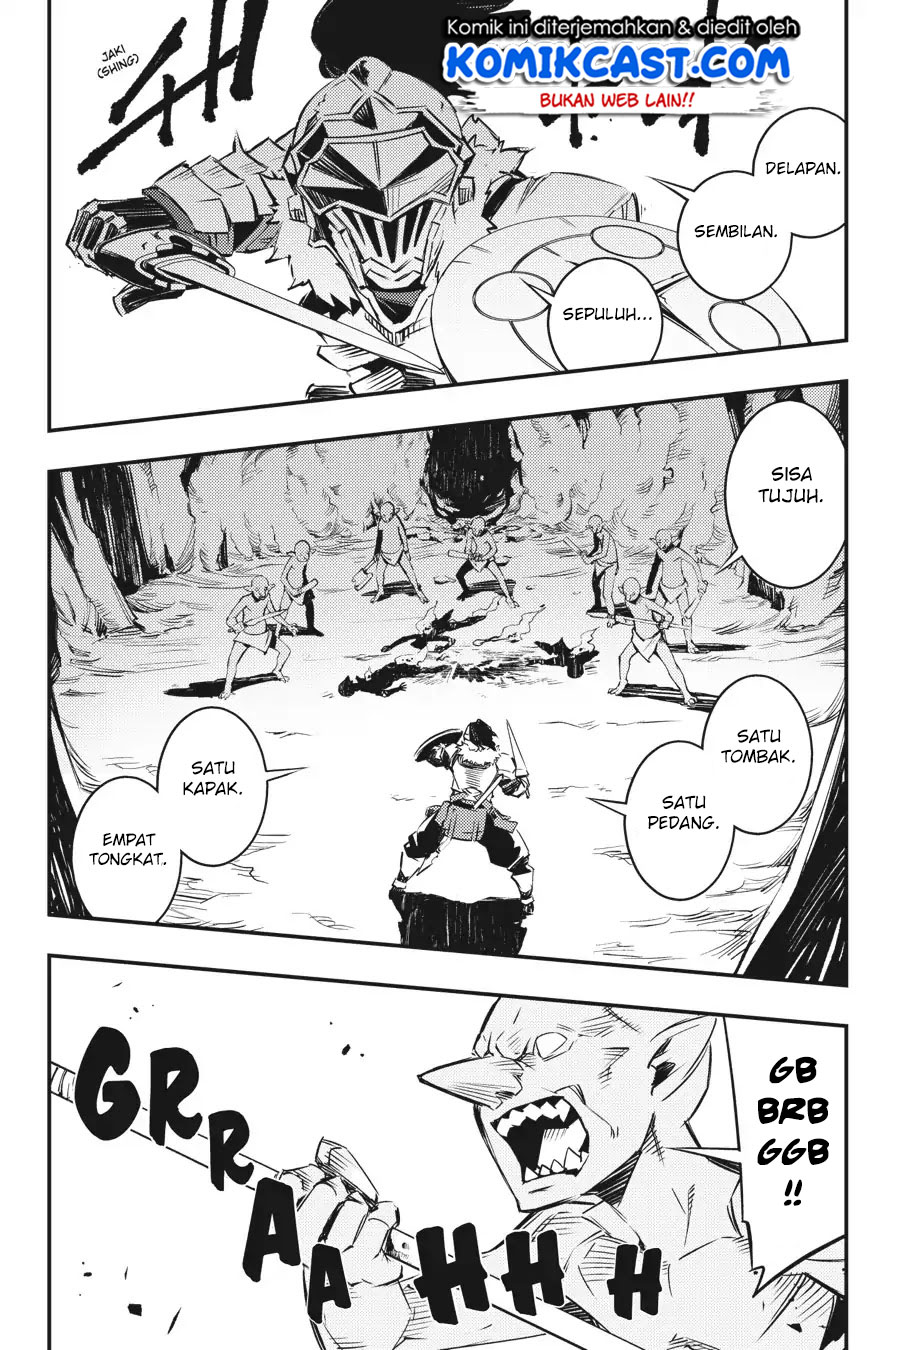 Komik ini diterjemahkan & diedit oleh
KOMIKCAST.COM
BUKAN WEB LAIN!!
JAKI
(SHING)
DELAPAN.
SEMBILAN.
SEPULUH...
SISA
TUJUH.
SATU
TOMBAK.
SATU
PEDANG.
SATU
KAPAK.
EMPAT
TONGKAT.
GB
BRB
GGB
!!
GRRAAHHH